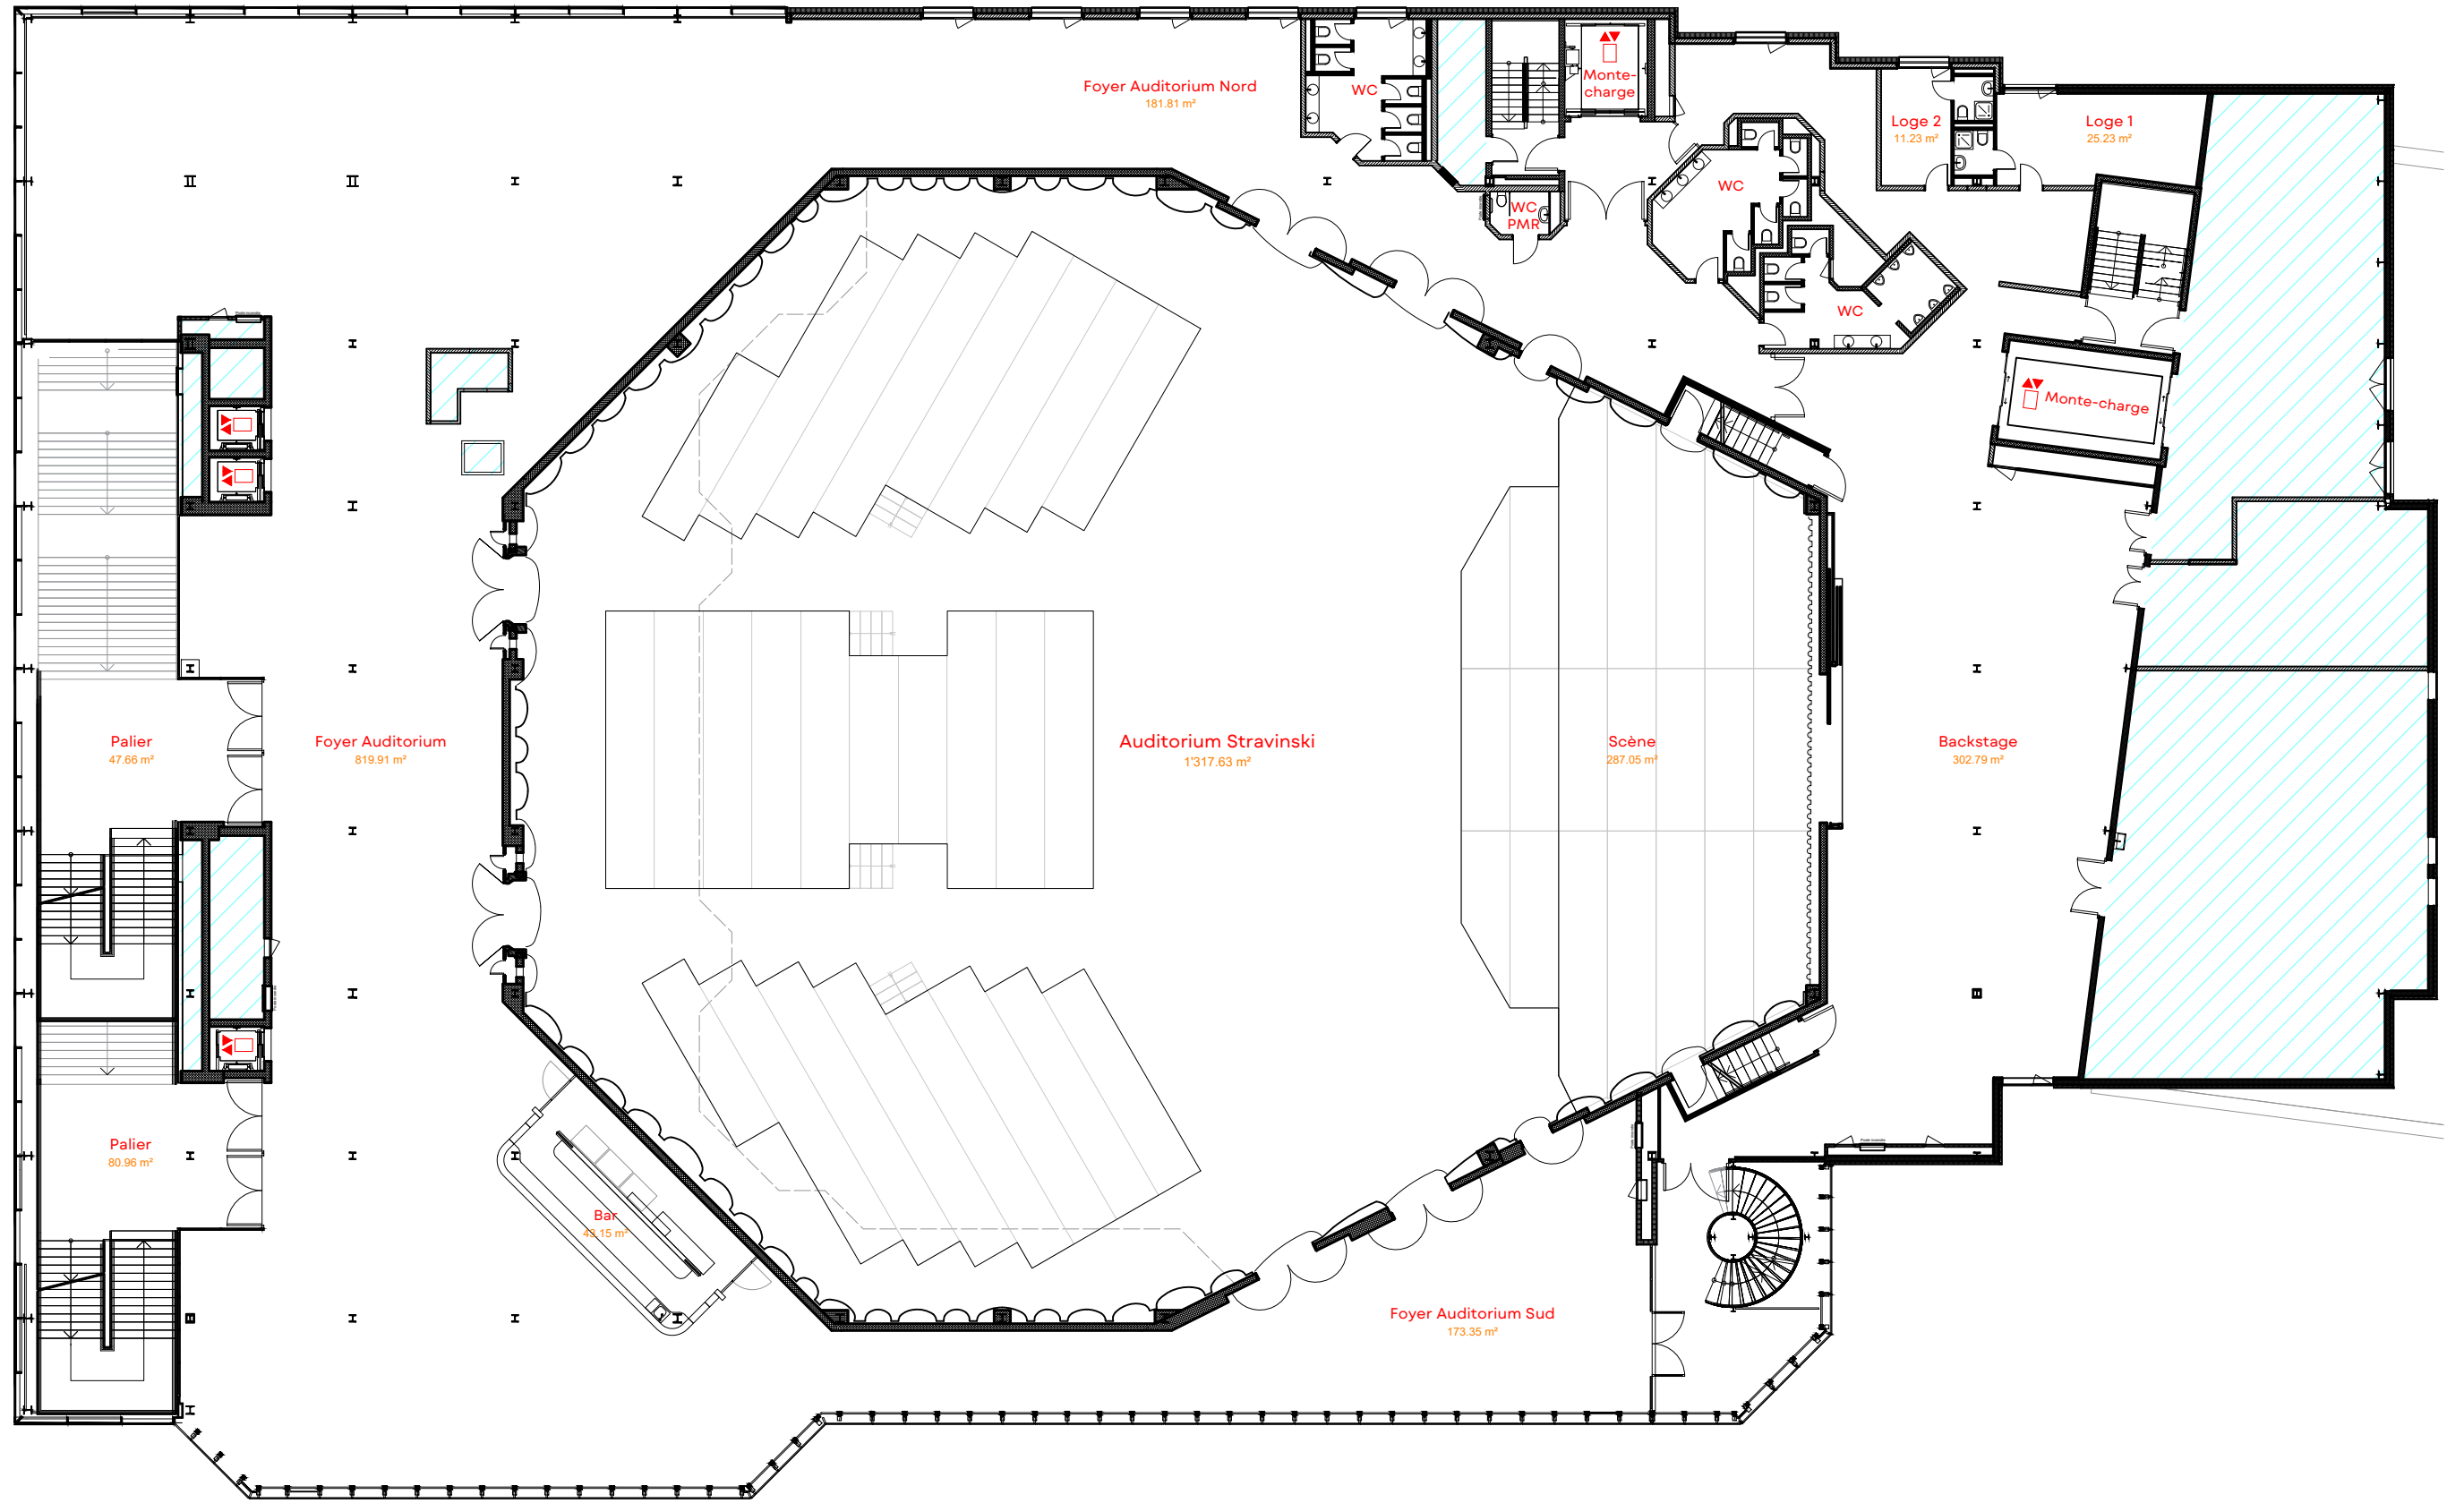 Foyer Auditorium Nord
181.81 m²
WC
Monte-
charge
WC
PMR
WC
WC
Loge 2
11.23 m²
Loge 1
25.23 m²
Monte-charge
Palier
47.66 m²
Foyer Auditorium
819.91 m²
Auditorium Stravinski
1'317.63 m²
Scène
287.05 m²
Backstage
302.79 m²
Palier
80.96 m²
Bar
43.15 m²
Foyer Auditorium Sud
173.35 m²